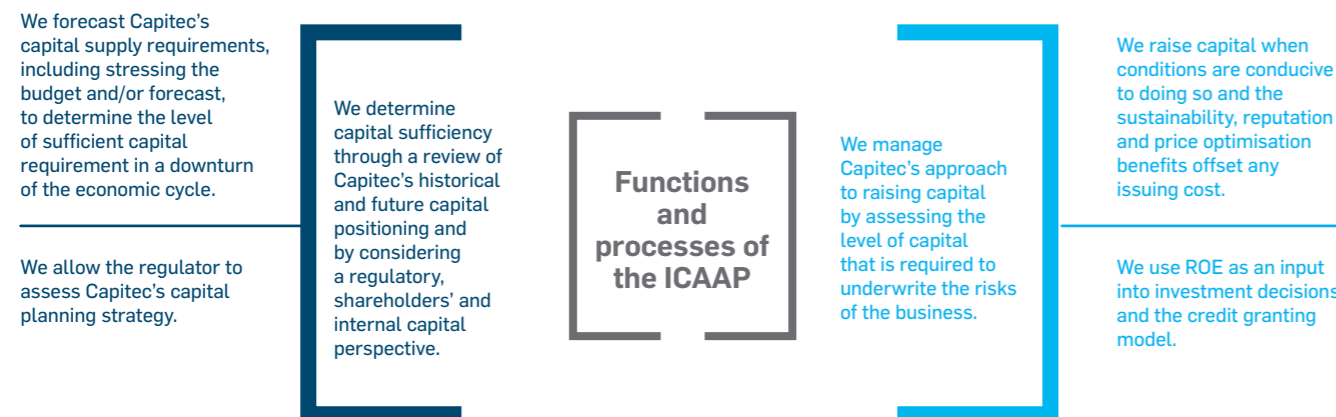 We forecast Capitec’s
capital supply requirements,
including stressing the
budget and/or forecast,
to determine the level
of sufficient capital
requirement in a downturn
of the economic cycle.
We allow the regulator to
assess Capitec’s capital
planning strategy.
We determine
capital sufficiency
through a review of
Capitec’s historical
and future capital
positioning and
by considering
a regulatory,
shareholders’ and
internal capital
perspective.
Functions
and
processes of
the ICAAP
We manage
Capitec’s approach
to raising capital
by assessing the
level of capital
that is required to
underwrite the risks
of the business.
We raise capital when
conditions are conducive
to doing so and the
sustainability, reputation
and price optimisation
benefits offset any
issuing cost.
We use ROE as an input
into investment decisions
and the credit granting
model.